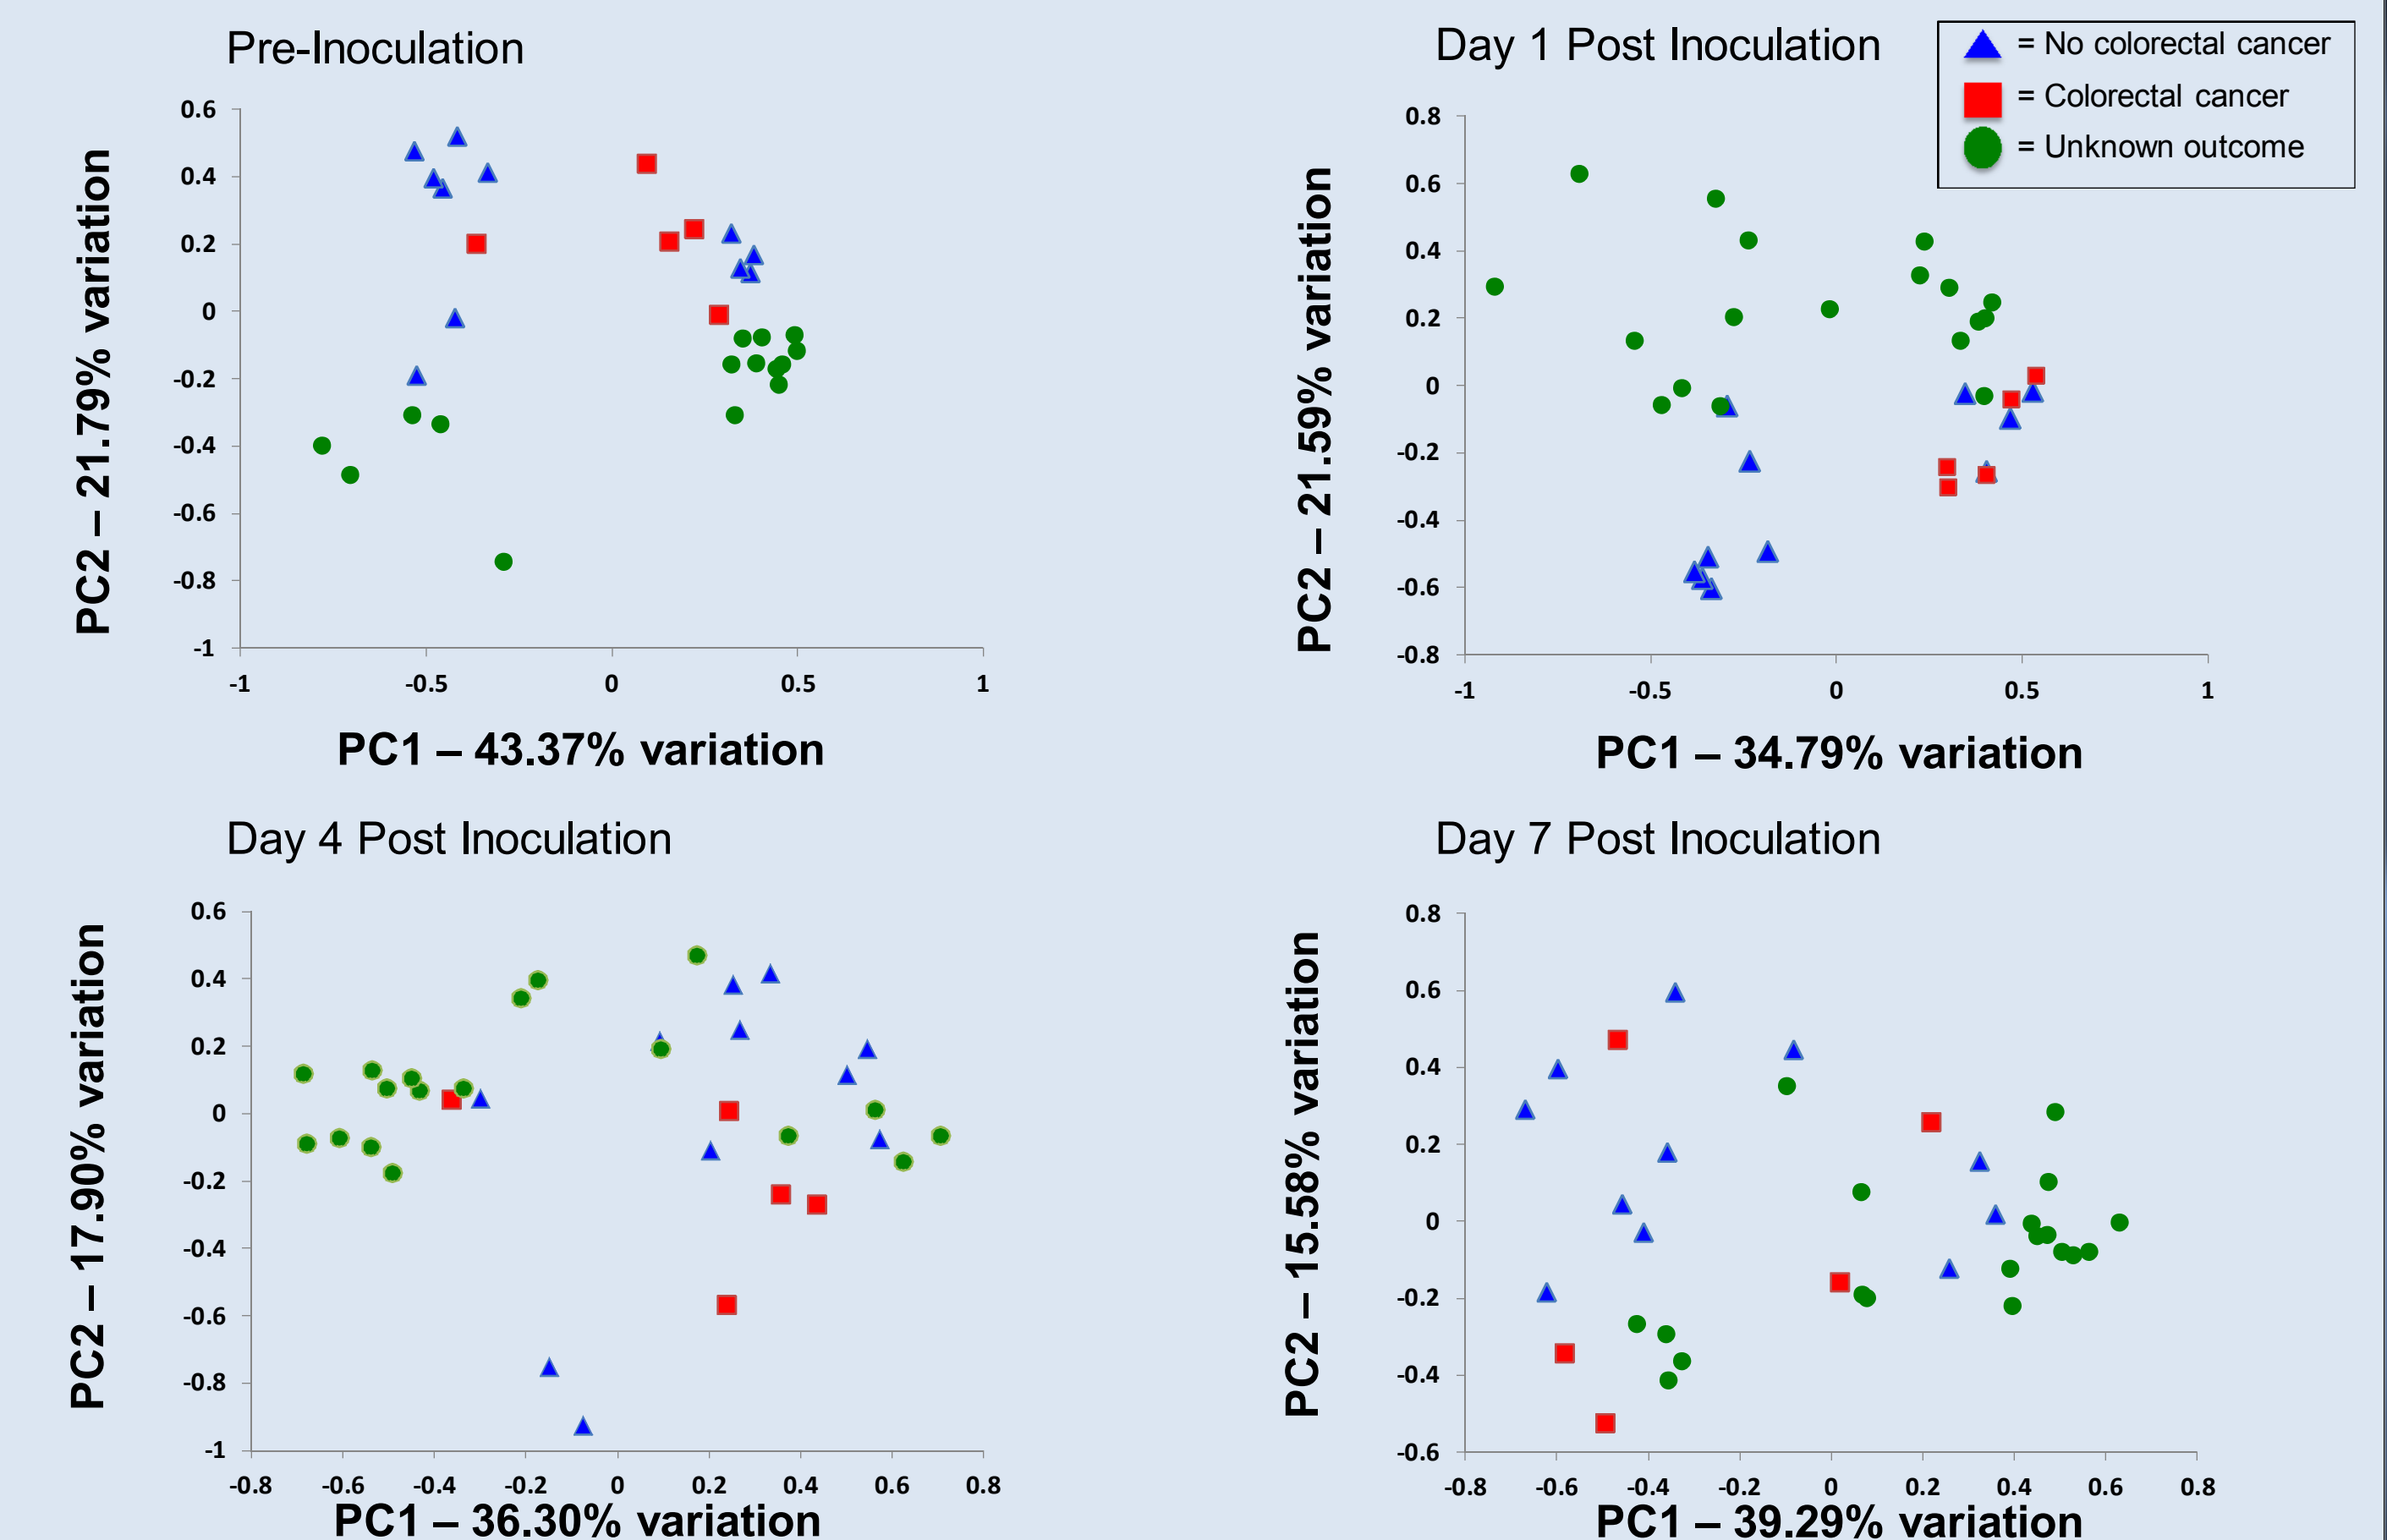 Pre-Inoculation
0.6
0.4
0.2
0
-0.2
-0.4
-0.6
-0.8
-1
-1 -0.5 0 0.5 1
PC2 – 21.79% variation
PC1 – 43.37% variation
Day 1 Post Inoculation
= No colorectal cancer
= Colorectal cancer
= Unknown outcome
0.8
0.6
0.4
0.2
0
-0.2
-0.4
-0.6
-0.8
-1 -0.5 0 0.5 1
PC2 – 21.59% variation
PC1 – 34.79% variation
Day 4 Post Inoculation
0.6
0.4
0.2
0
-0.2
-0.4
-0.6
-0.8
-1
-0.8 -0.6 -0.4 -0.2 0 0.2 0.4 0.6 0.8
PC2 – 17.90% variation
PC1 – 36.30% variation
Day 7 Post Inoculation
0.8
0.6
0.4
0.2
0
-0.2
-0.4
-0.6
-0.8 -0.6 -0.4 -0.2 0 0.2 0.4 0.6 0.8
PC2 – 15.58% variation
PC1 – 39.29% variation